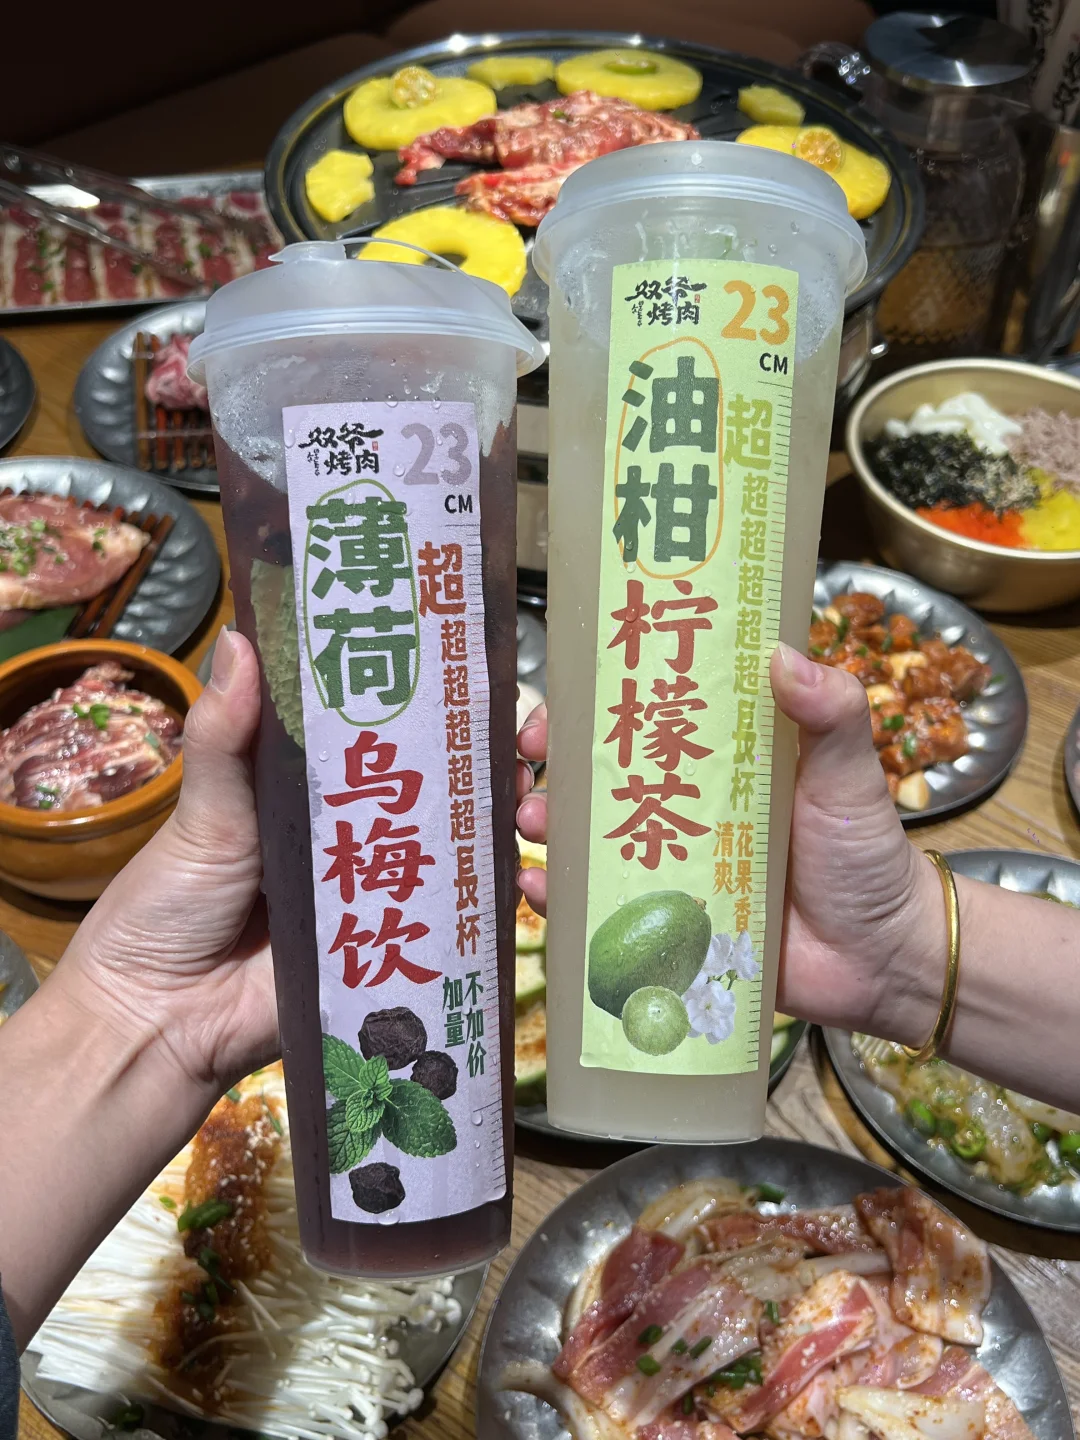 双爷
烤肉
23
CM
薄荷
乌梅饮
超超超超超超長杯
不加价
加量
双爷
烤肉
23
CM
油柑
柠檬茶
超超超超超超長杯
花果香
清爽